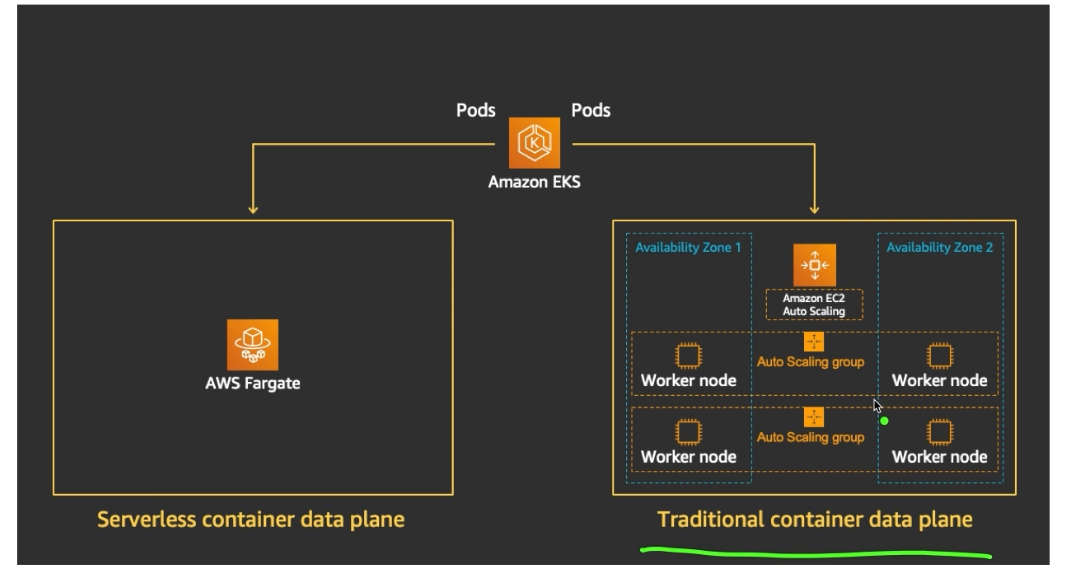 Pods
Pods
Amazon EKS
AWS Fargate
Serverless container data plane
Availability Zone 1
Availability Zone 2
Amazon EC2
Auto Scaling
Auto Scaling group
Worker node
Worker node
Auto Scaling group
Worker node
Worker node
Traditional container data plane